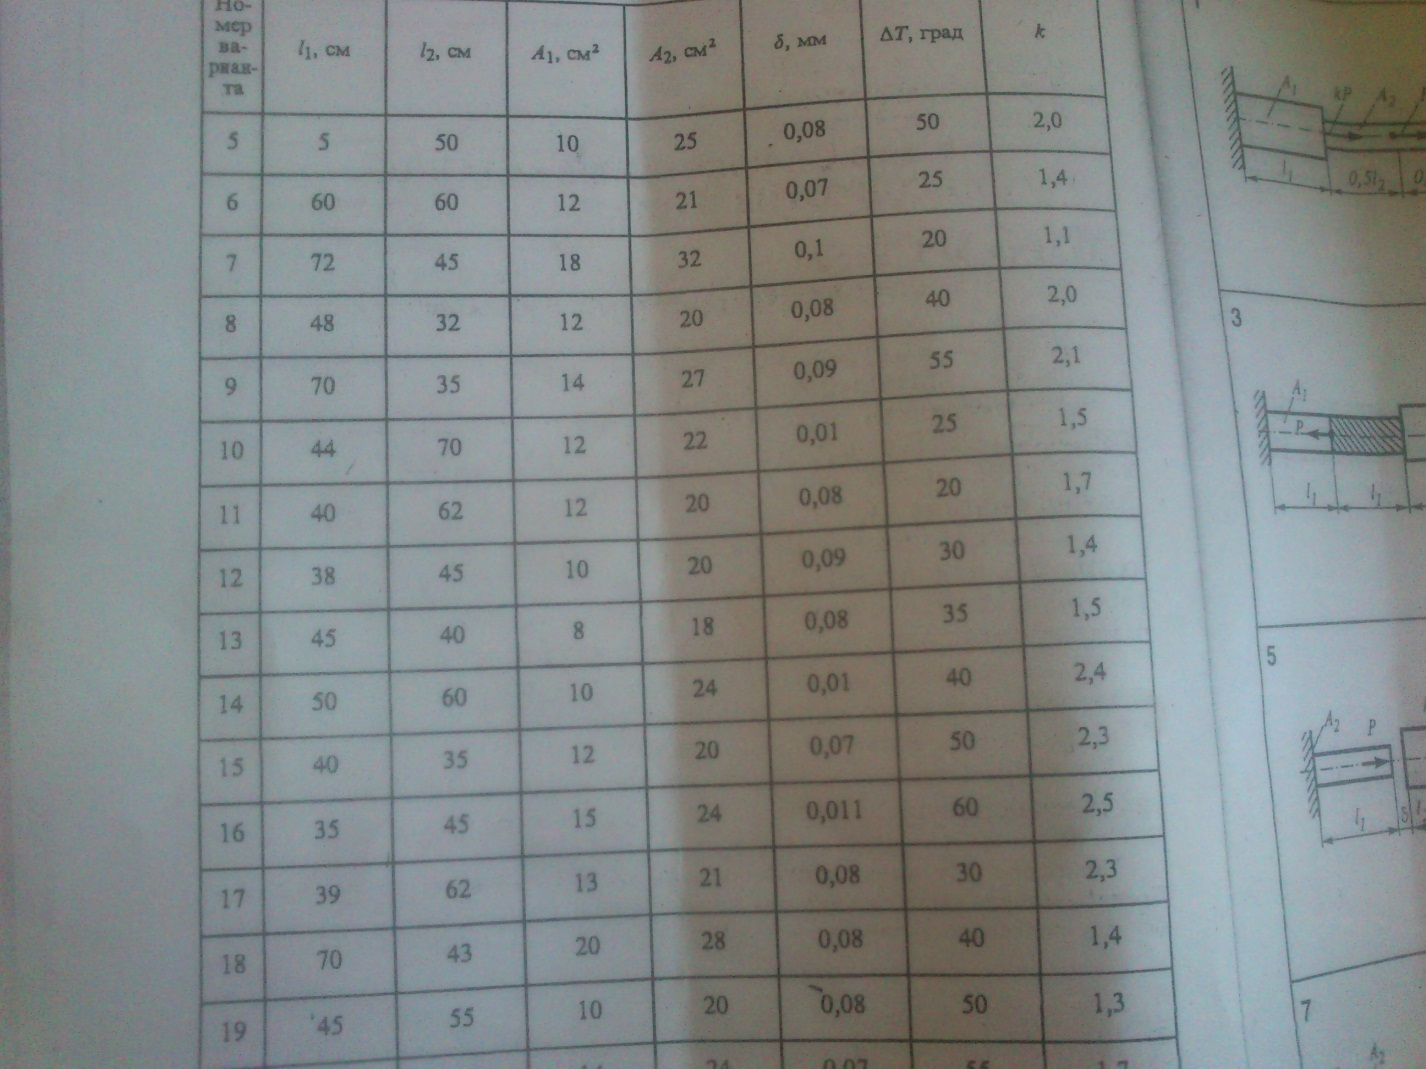 Но-
мер
ва-
риан-
та
l₁, см l₂, см A₁, см² A₂, см² δ, мм ΔT, град k
5 5 50 10 25 0,08 50 2,0
6 60 60 12 21 0,07 25 1,4
7 72 45 18 32 0,1 20 1,1
8 48 32 12 20 0,08 40 2,0
9 70 35 14 27 0,09 55 2,1
10 44 70 12 22 0,01 25 1,5
11 40 62 12 20 0,08 20 1,7
12 38 45 10 20 0,09 30 1,4
13 45 40 8 18 0,08 35 1,5
14 50 60 10 24 0,01 40 2,4
15 40 35 12 20 0,07 50 2,3
16 35 45 15 24 0,011 60 2,5
17 39 62 13 21 0,08 30 2,3
18 70 43 20 28 0,08 40 1,4
19 45 55 10 20 0,08 50 1,3
A₁ kP A₂
l₁ 0,5l₂
3
A₁
P
l₁ l₁
5
A₂ P
l₁ δ
7
A₂